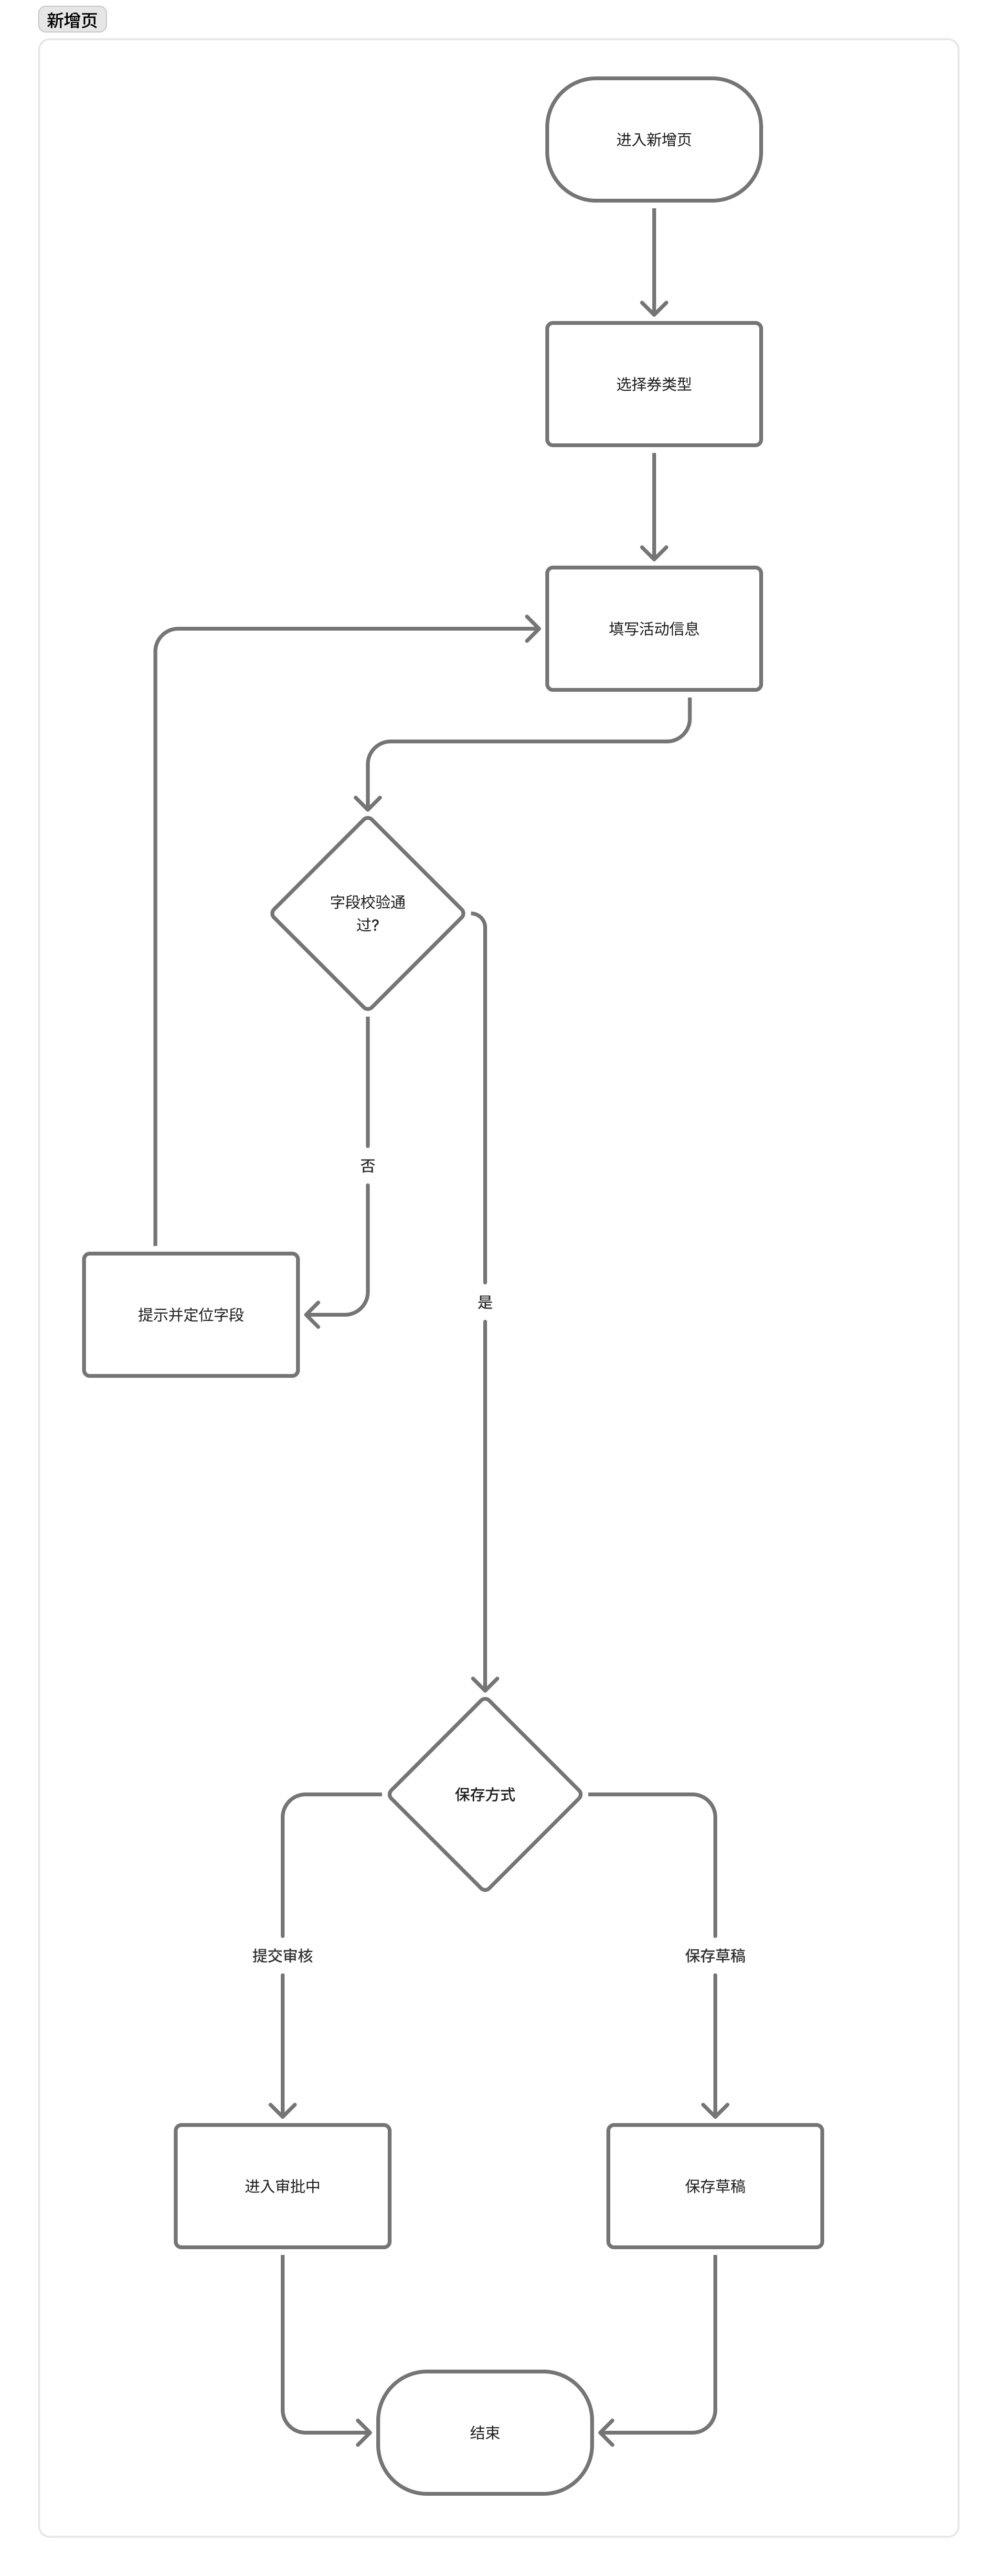 新增页
进入新增页
选择券类型
填写活动信息
字段校验通
过?
否
是
提示并定位字段
保存方式
提交审核
保存草稿
进入审批中
保存草稿
结束